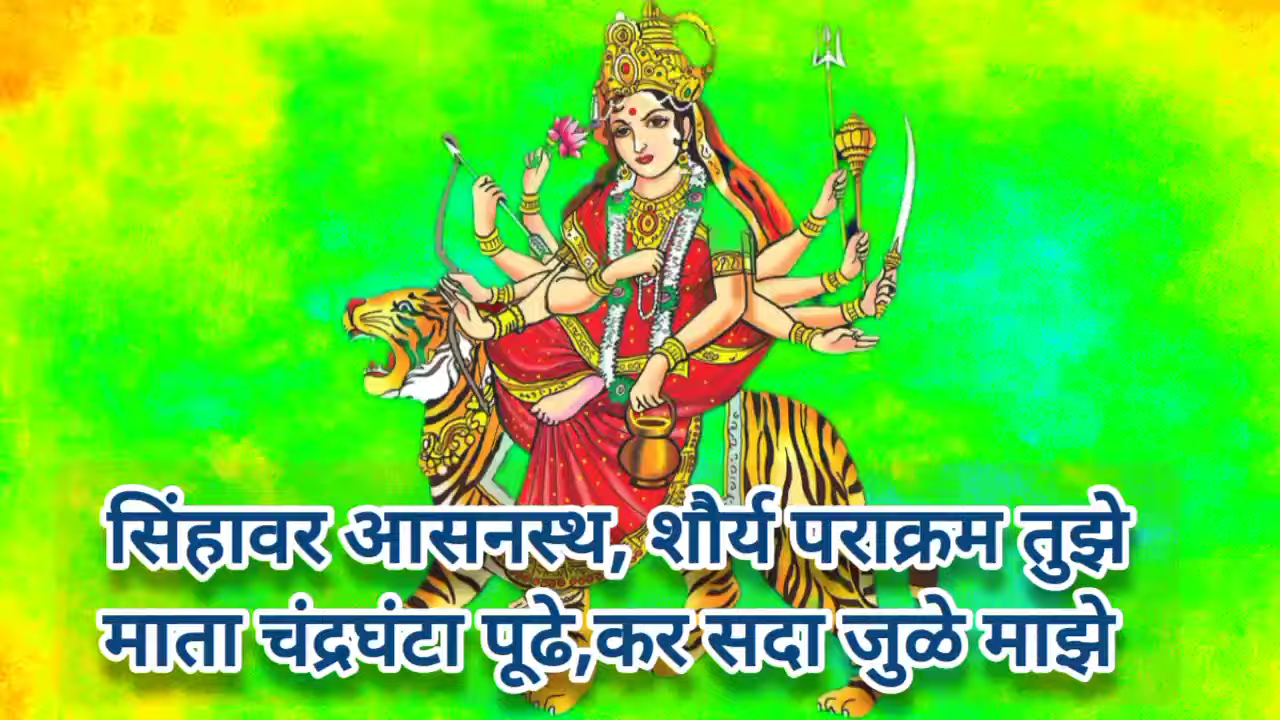 सिंहावर आसनस्थ, शौर्य पराक्रम तुझे
माता चंद्रघंटा पूढे,कर सदा जुळे माझे